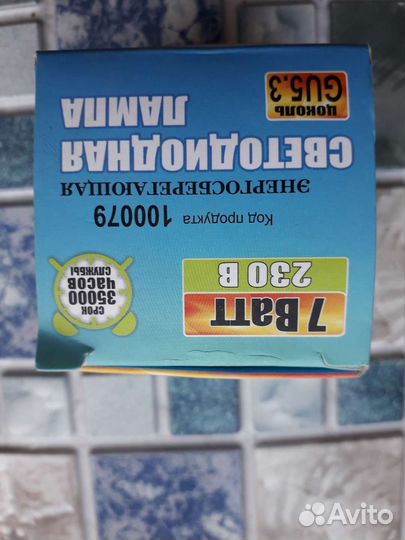 7 Ватт
230 В
СРОК
35000
ЧАСОВ
СЛУЖБЫ
Код продукта 100079
ЭНЕРГОСБЕРЕГАЮЩАЯ
СВЕТОДИОДНАЯ
ЛАМПА
ЦОКОЛЬ
GU5.3
Avito